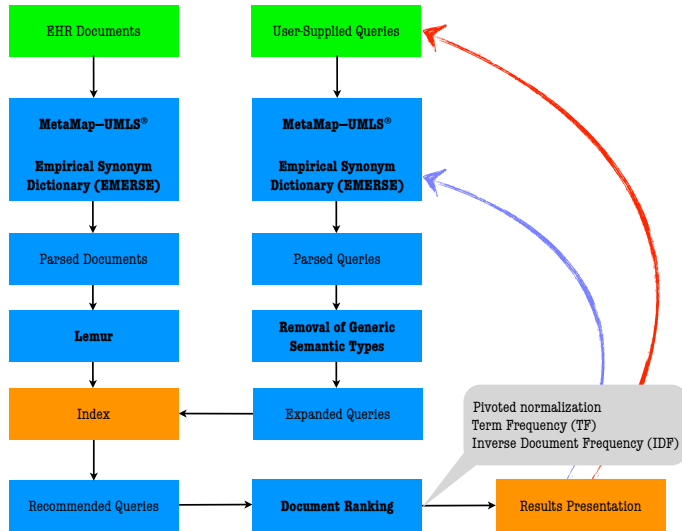 EHR Documents
User-Supplied Queries
MetaMap—UMLS®
Empirical Synonym
Dictionary (EMERSE)
MetaMap—UMLS®
Empirical Synonym
Dictionary (EMERSE)
Parsed Documents
Parsed Queries
Lemur
Removal of Generic
Semantic Types
Index
Expanded Queries
Pivoted normalization
Term Frequency (TF)
Inverse Document Frequency (IDF)
Recommended Queries
Document Ranking
Results Presentation